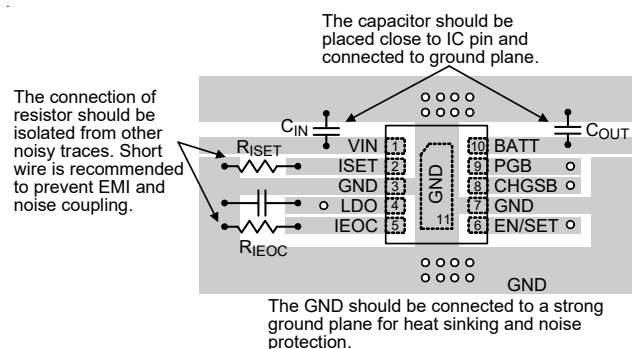 The capacitor should be
placed close to IC pin and
connected to ground plane.
The connection of
resistor should be
isolated from other
noisy traces. Short
wire is recommended
to prevent EMI and
noise coupling.
CIN
COUT
RISET
VIN 1 10 BATT
ISET 2 9 PGB
GND 3 8 CHGSB
LDO 4 7 GND
IEOC 5 6 EN/SET
GND
11
RIEOC
GND
The GND should be connected to a strong
ground plane for heat sinking and noise
protection.